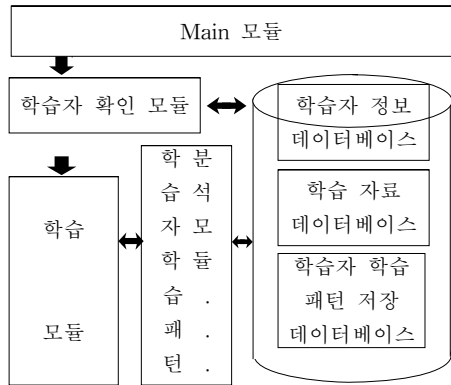 Main 모듈
학습자 확인 모듈
학습자 정보
데이터베이스
학습
모듈
학 분
습 석
자 모
학 듈
습 .
패 .
턴 .
학습 자료
데이터베이스
학습자 학습
패턴 저장
데이터베이스